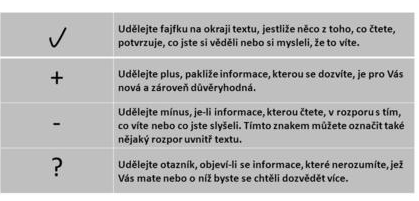 ✓ Udělejte fajfku na okraji textu, jestliže něco z toho, co čtete,
potvrzuje, co jste si věděli nebo si mysleli, že to víte.
+ Udělejte plus, pakliže informace, kterou se dozvíte, je pro Vás
nová a zároveň důvěryhodná.
- Udělejte mínus, je-li informace, kterou čtete, v rozporu s tím,
co víte nebo co jste slyšeli. Tímto znakem můžete označit také
nějaký rozpor uvnitř textu.
? Udělejte otazník, objeví-li se informace, které nerozumíte, jež
Vás mate nebo o níž byste se chtěli dozvědět více.